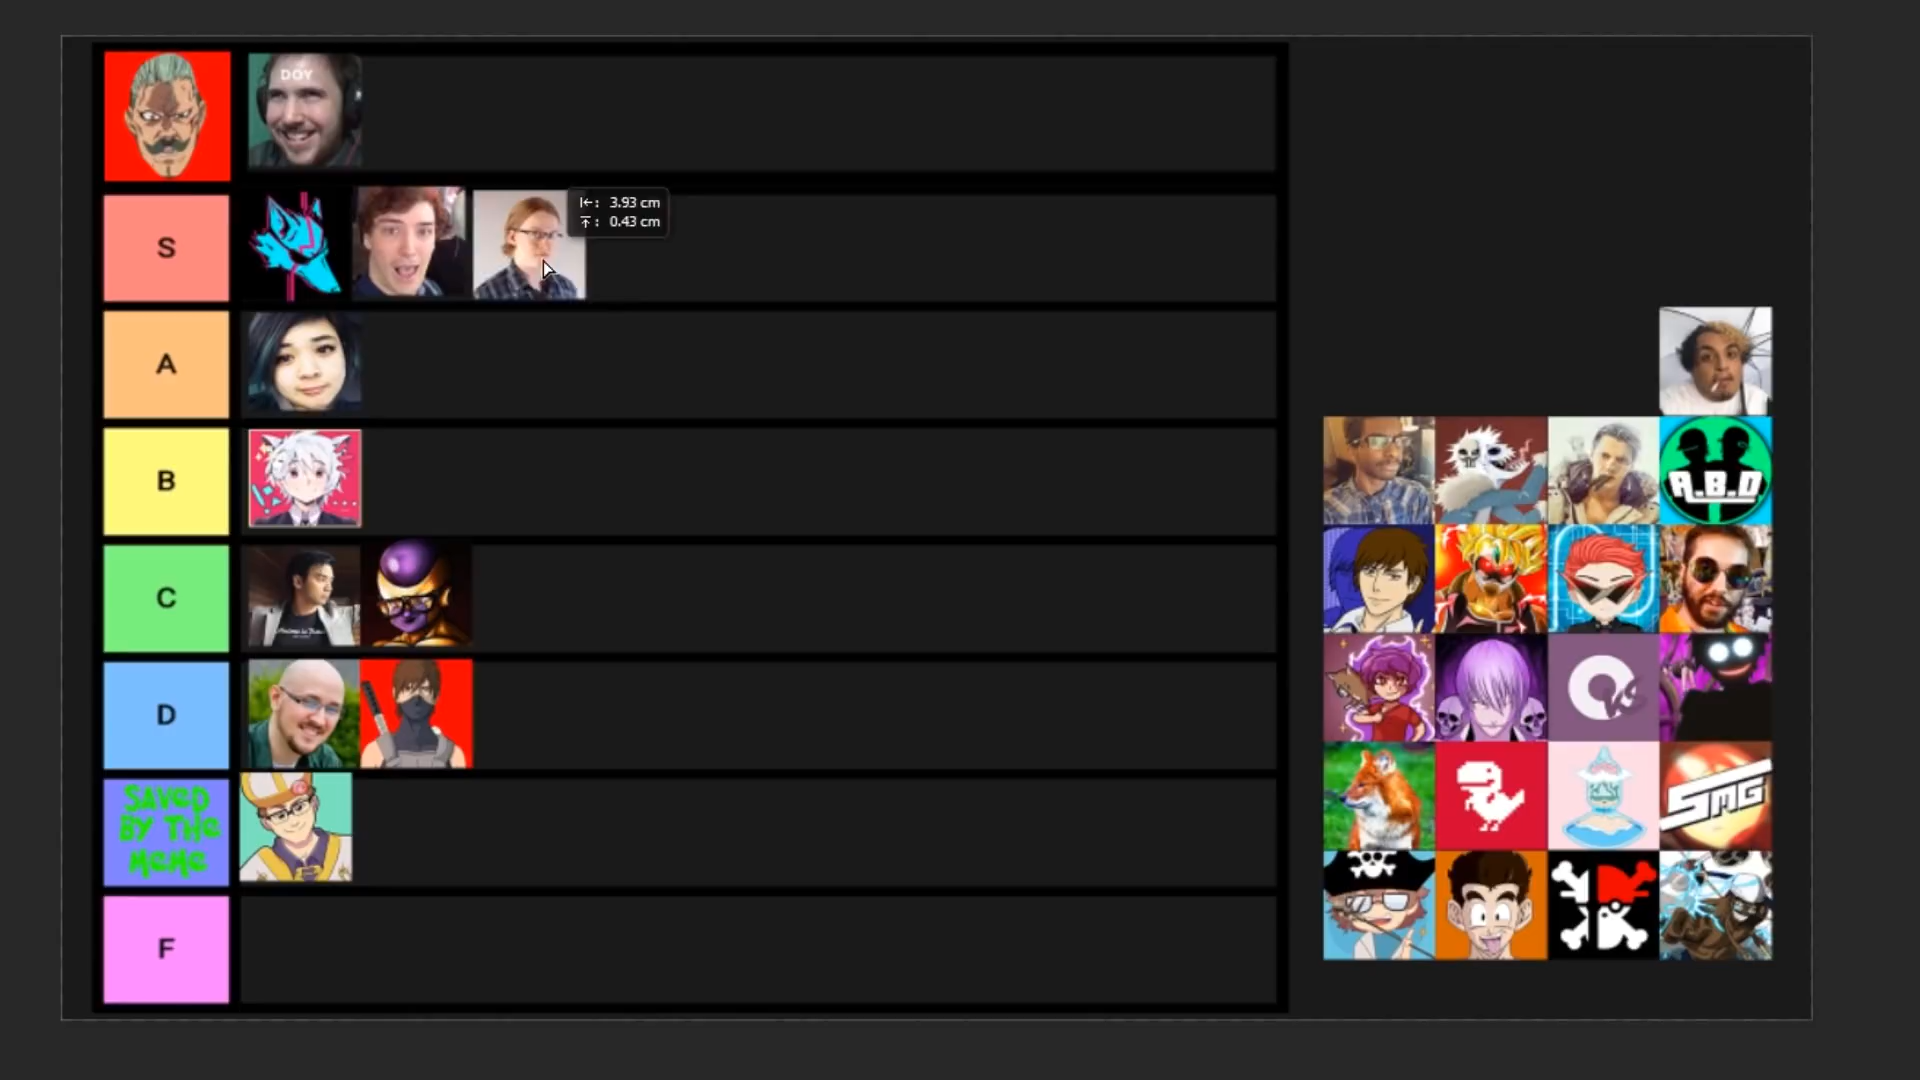 DOY
S
|←: 3.93 cm
↑: 0.43 cm
A
B
A.B.D
C
D
SAVED
BY THE
MEME
SMG
F